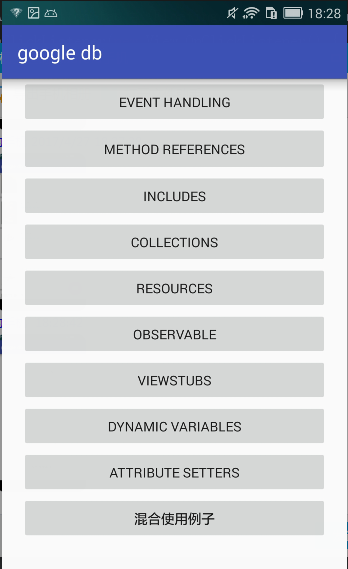 18:28
google db
EVENT HANDLING
METHOD REFERENCES
INCLUDES
COLLECTIONS
RESOURCES
OBSERVABLE
VIEWSTUBS
DYNAMIC VARIABLES
ATTRIBUTE SETTERS
混合使用例子